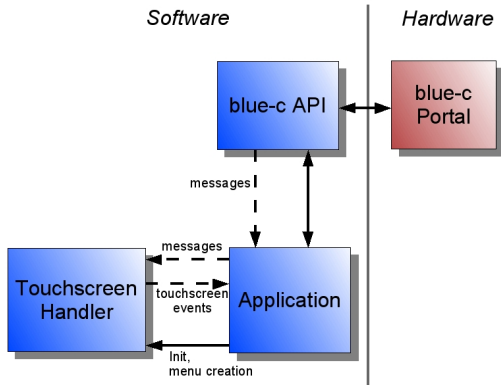 Software
Hardware
blue-c API
blue-c
Portal
messages
messages
touchscreen
events
Touchscreen
Handler
Application
Init,
menu creation